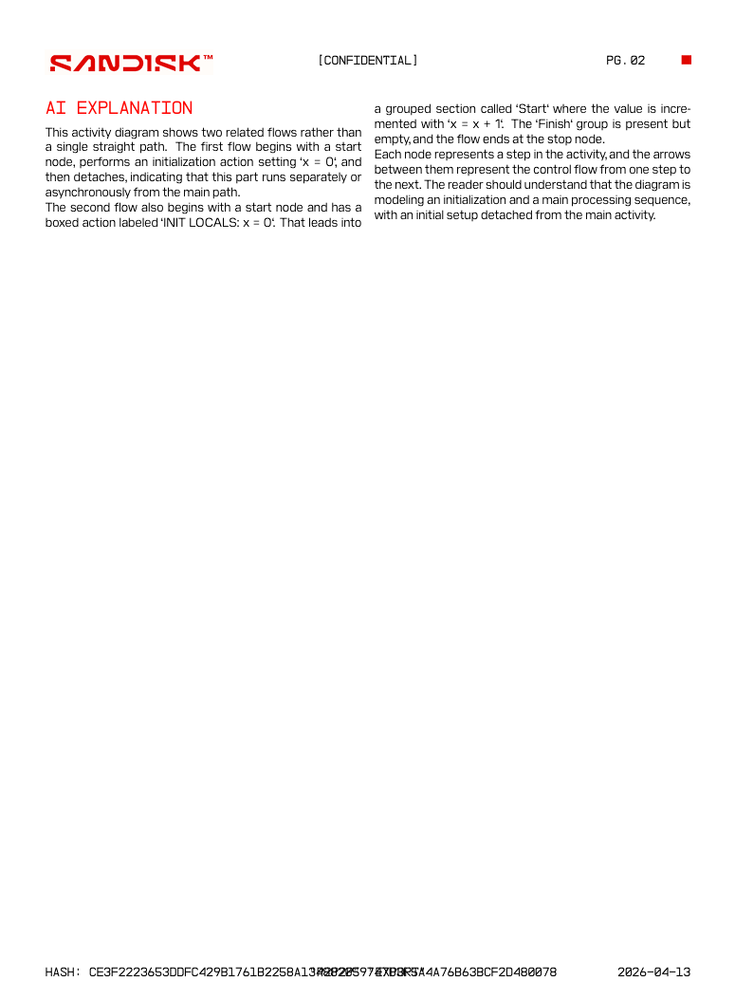 SANDISK™
[CONFIDENTIAL]
PG. 02
AI EXPLANATION
This activity diagram shows two related flows rather than
a single straight path. The first flow begins with a start
node, performs an initialization action setting ‘x = 0‘, and
then detaches, indicating that this part runs separately or
asynchronously from the main path.
The second flow also begins with a start node and has a
boxed action labeled ‘INIT LOCALS: x = 0‘. That leads into
a grouped section called ‘Start‘ where the value is incre-
mented with ‘x = x + 1‘. The ‘Finish‘ group is present but
empty, and the flow ends at the stop node.
Each node represents a step in the activity, and the arrows
between them represent the control flow from one step to
the next. The reader should understand that the diagram is
modeling an initialization and a main processing sequence,
with an initial setup detached from the main activity.
HASH:
2026-04-13